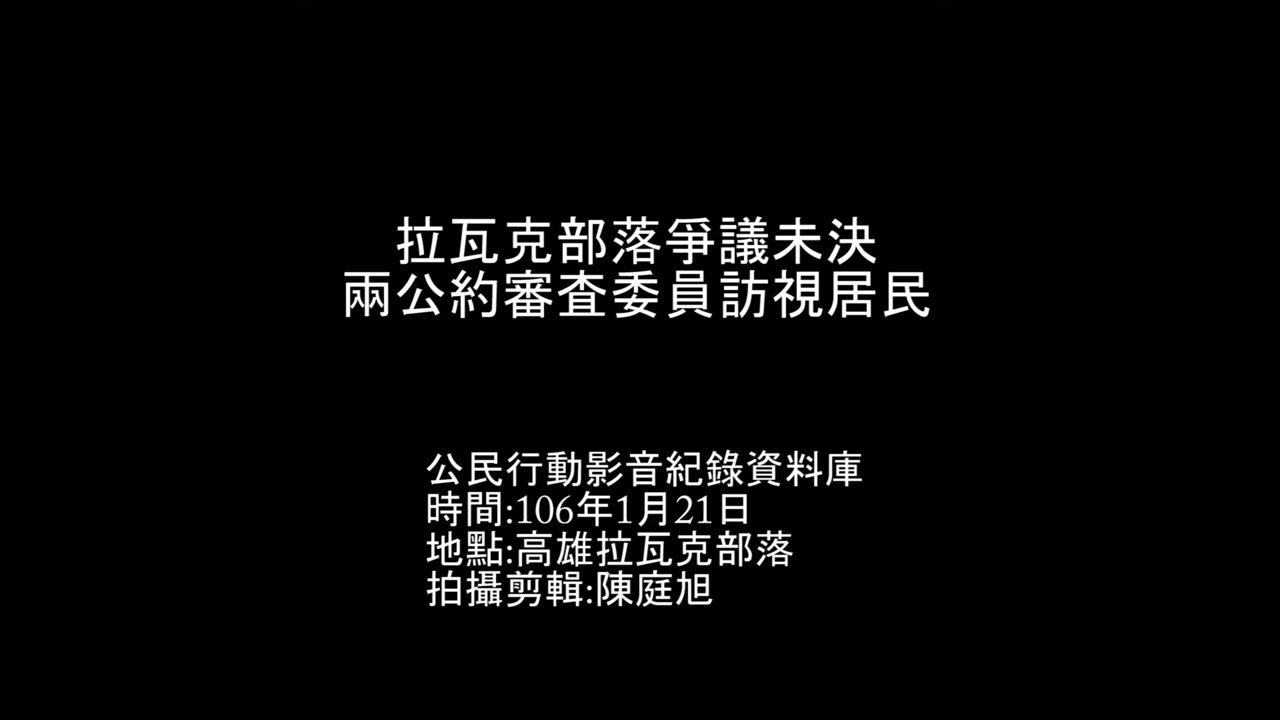 拉瓦克部落爭議未決
兩公約審查委員訪視居民
公民行動影音紀錄資料庫
時間:106年1月21日
地點:高雄拉瓦克部落
拍攝剪輯:陳庭旭